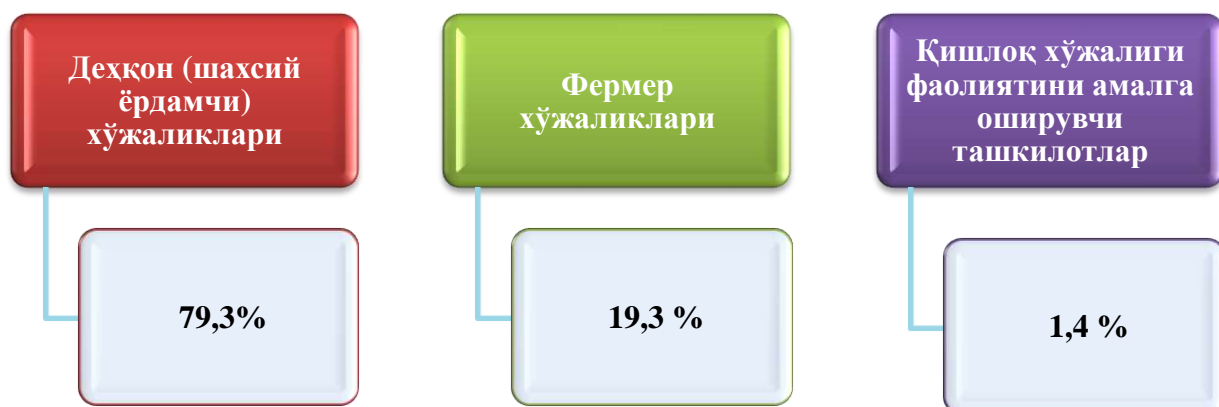 Деҳқон (шахсий
ёрдамчи)
хўжаликлари
79,3%
Фермер
хўжаликлари
19,3 %
Қишлоқ хўжалиги
фаолиятини амалга
оширувчи
ташкилотлар
1,4 %